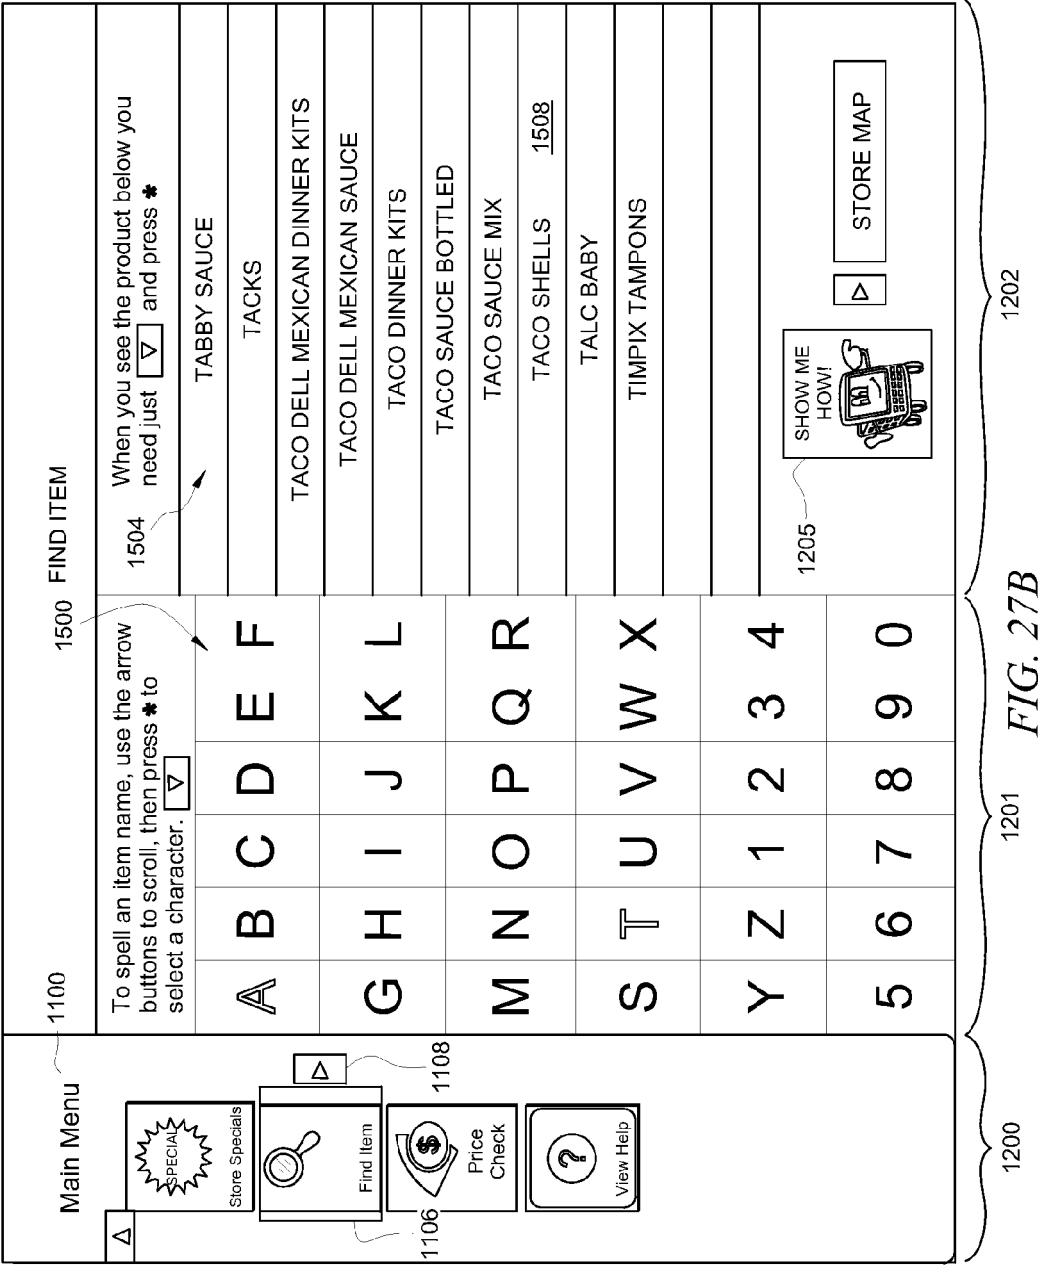 Main Menu
1100
SPECIAL
Store Specials
Find Item
1106
1108
$
Price
Check
?
View Help
1500
FIND ITEM
To spell an item name, use the arrow
buttons to scroll, then press * to
select a character.
A B C D E F
G H I J K L
M N O P Q R
S T U V W X
Y Z 1 2 3 4
5 6 7 8 9 0
When you see the product below you
need just and press *
1504
TABBY SAUCE
TACKS
TACO DELL MEXICAN DINNER KITS
TACO DELL MEXICAN SAUCE
TACO DINNER KITS
TACO SAUCE BOTTLED
TACO SAUCE MIX
TACO SHELLS
1508
TALC BABY
TIMPIX TAMPONS
1205
SHOW ME
HOW!
STORE MAP
1200
1201
1202
FIG. 27B